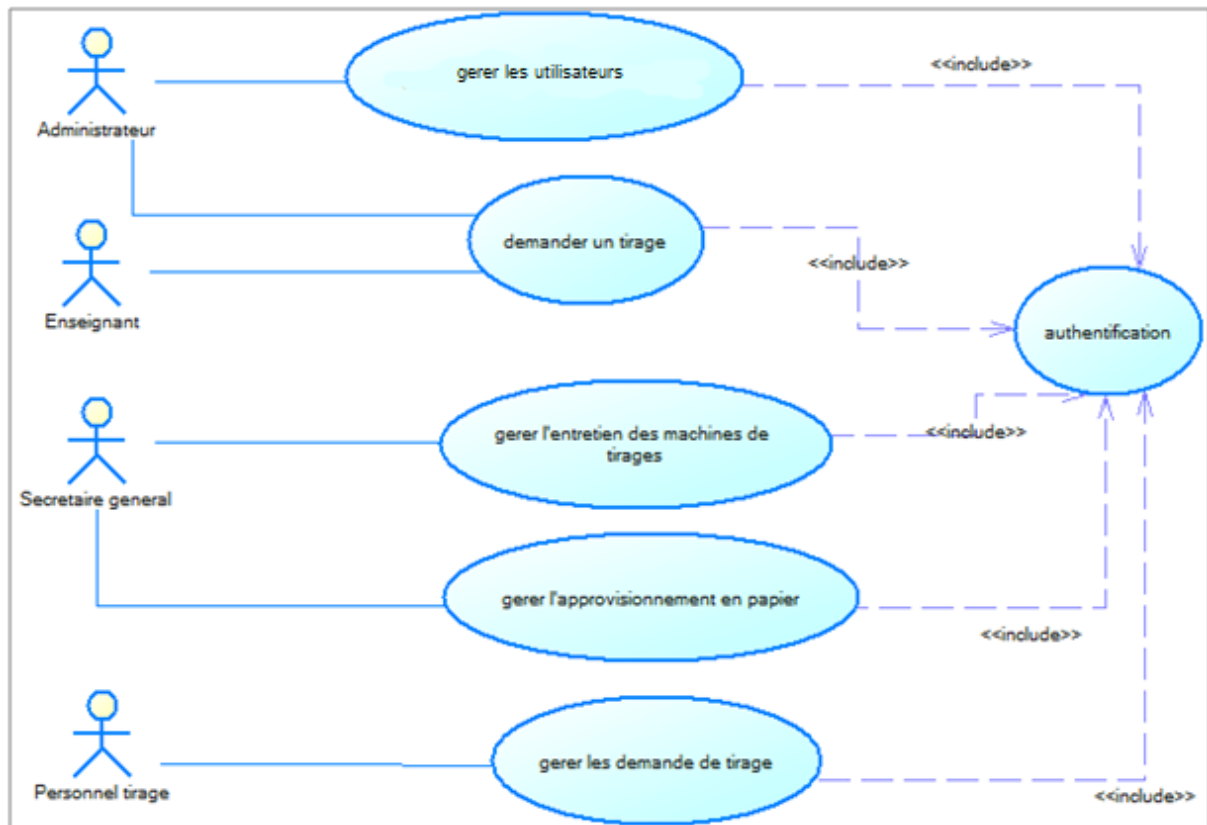 gerer les utilisateurs
<<include>>
Administrateur
demander un tirage
<<include>>
Enseignant
authentification
gerer l'entretien des machines de
tirages
<<include>>
Secretaire general
gerer l'approvisionnement en papier
<<include>>
gerer les demande de tirage
Personnel tirage
<<include>>